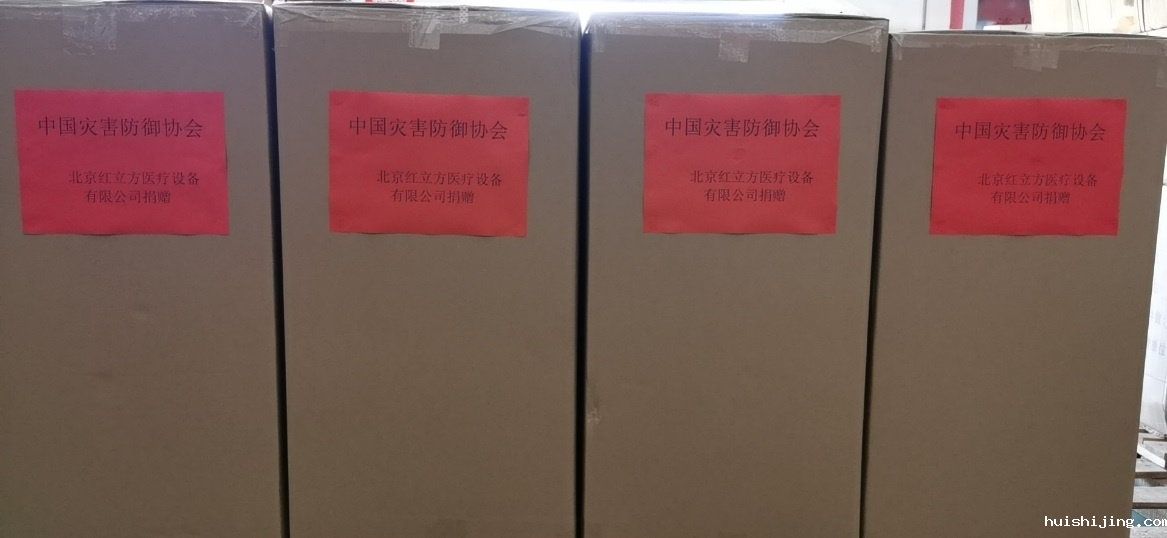 中国灾害防御协会
北京红立方医疗设备
有限公司捐赠
中国灾害防御协会
北京红立方医疗设备
有限公司捐赠
中国灾害防御协会
北京红立方医疗设备
有限公司捐赠
中国灾害防御协会
北京红立方医疗设备
有限公司捐赠
huishijing.com